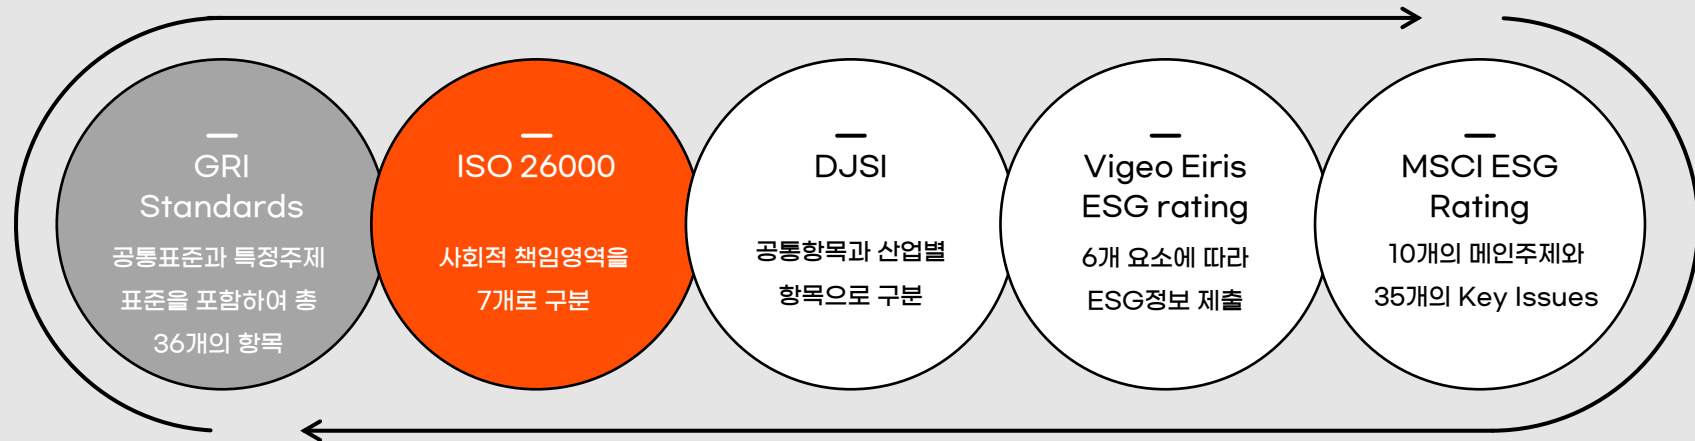 GRI
Standards
공통표준과 특정주제
표준을 포함하여 총
36개의 항목
ISO 26000
사회적 책임영역을
7개로 구분
DJSI
공통항목과 산업별
항목으로 구분
Vigeo Eiris
ESG rating
6개 요소에 따라
ESG정보 제출
MSCI ESG
Rating
10개의 메인주제와
35개의 Key Issues